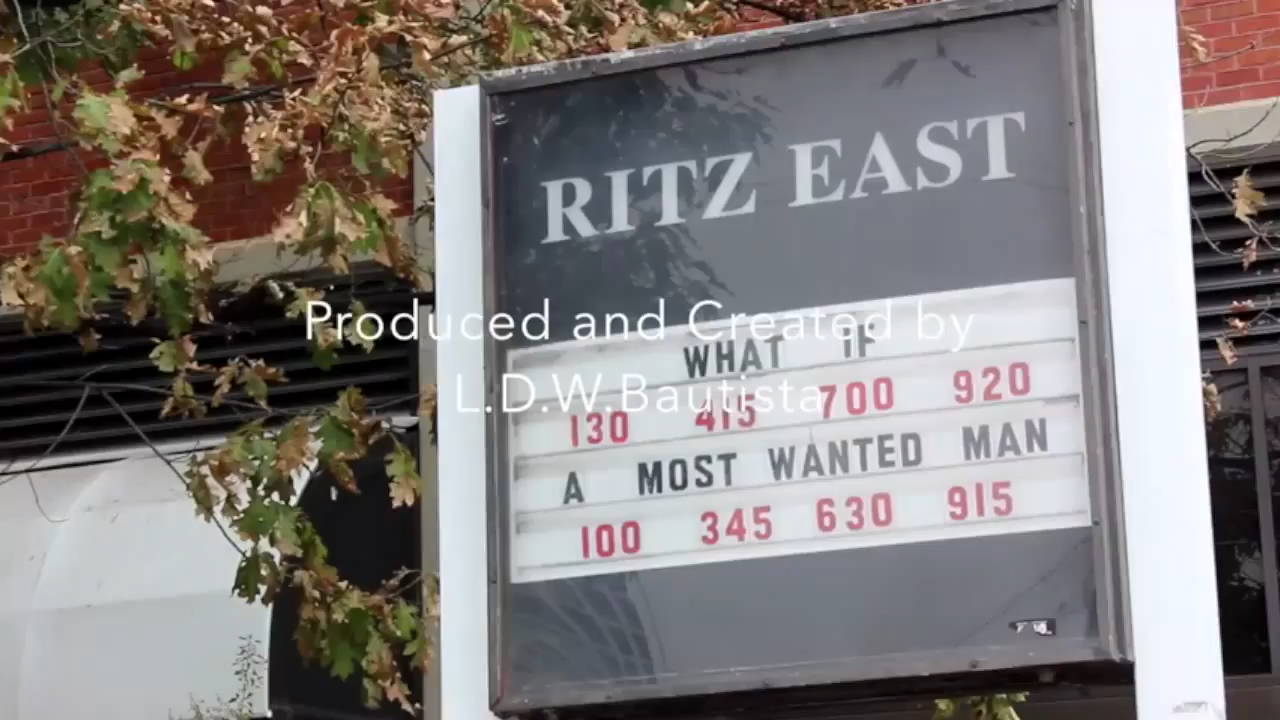 RITZ EAST
Produced and Created by
L.D.W.Bautista
WHAT IF
130 415 700 920
A MOST WANTED MAN
100 345 630 915